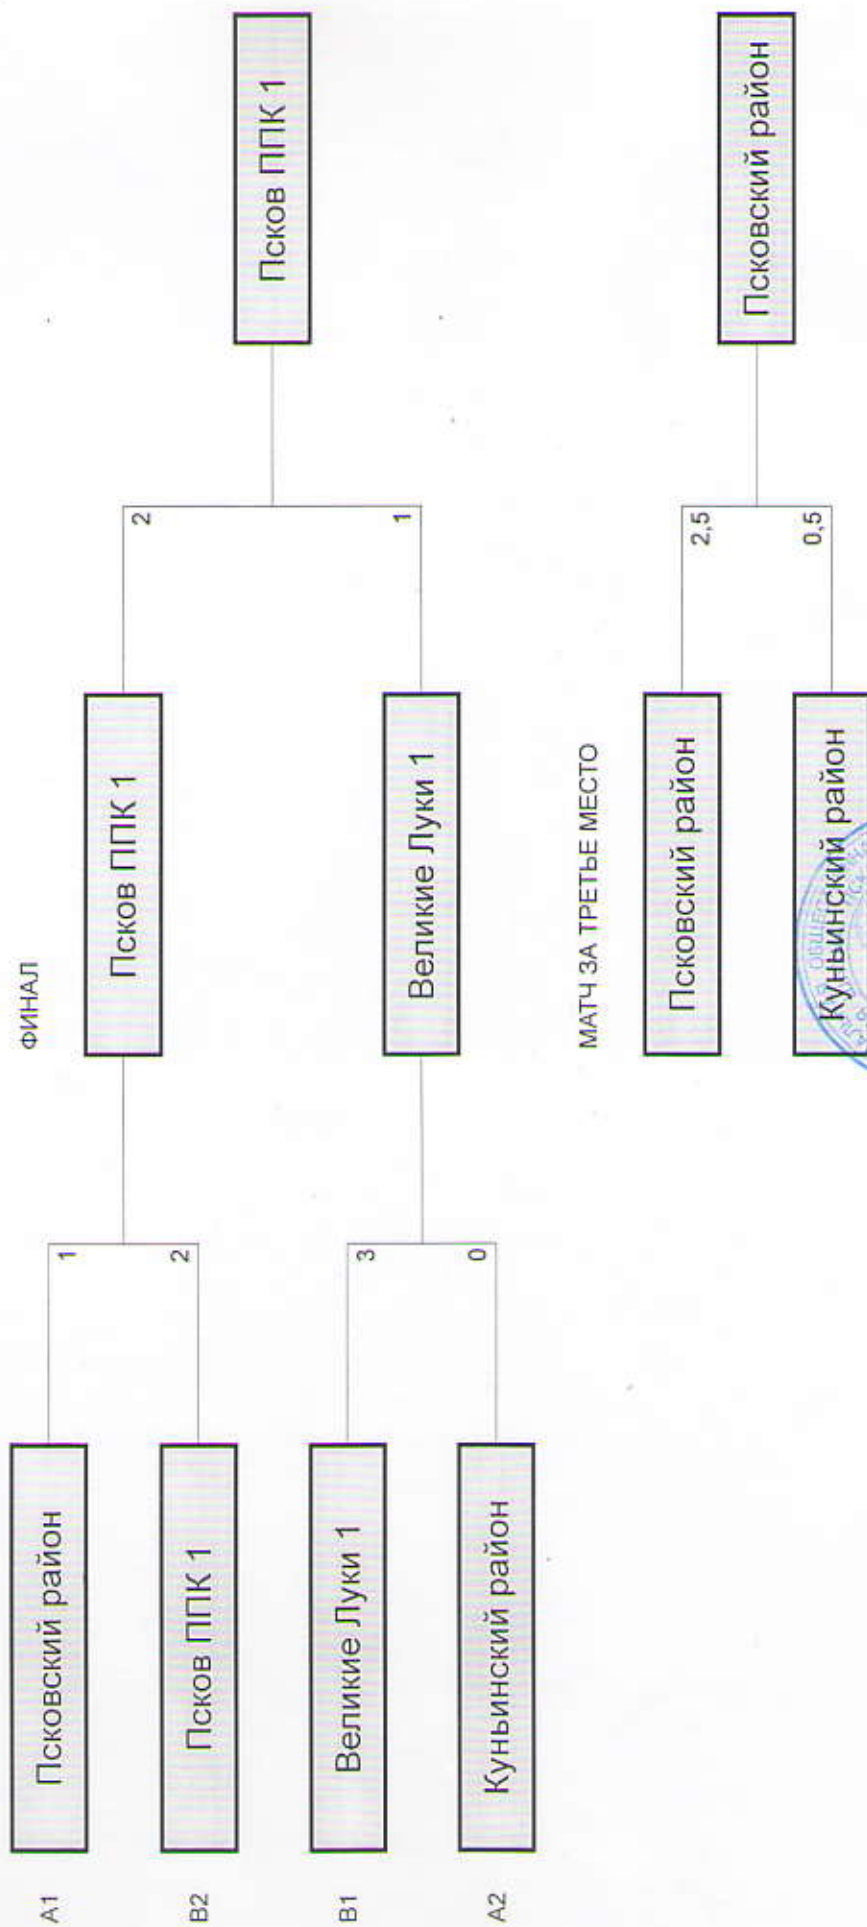 ФИНАЛ
A1
Псковский район
1
Псков ППК 1
2
B2
Псков ППК 1
2
Псков ППК 1
B1
Великие Луки 1
3
Великие Луки 1
1
A2
Куньинский район
0
МАТЧ ЗА ТРЕТЬЕ МЕСТО
Псковский район
2,5
Псковский район
Куньинский район
0,5